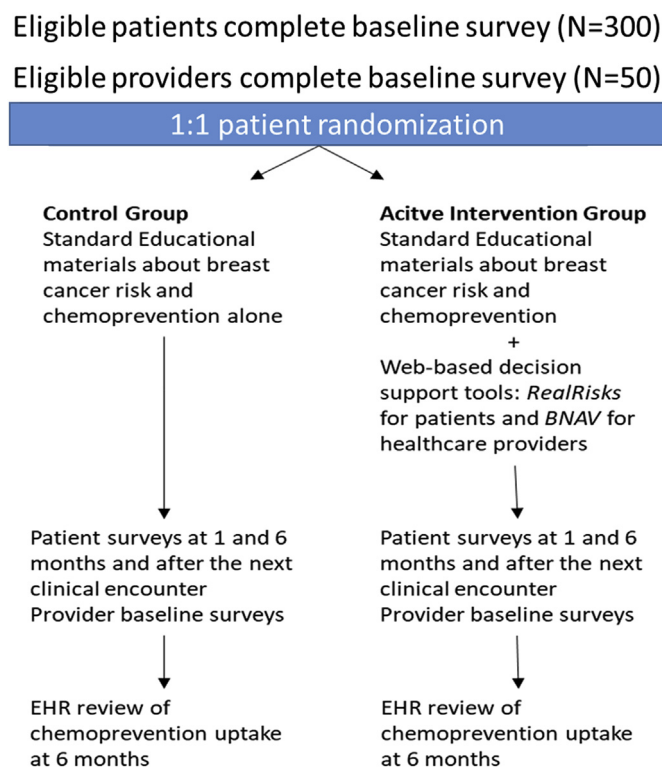 Eligible patients complete baseline survey (N=300)
Eligible providers complete baseline survey (N=50)
1:1 patient randomization
Control Group
Standard Educational
materials about breast
cancer risk and
chemoprevention alone
Acitve Intervention Group
Standard Educational
materials about breast
cancer risk and
chemoprevention
+
Web-based decision
support tools: RealRisks
for patients and BNAV for
healthcare providers
Patient surveys at 1 and 6
months and after the next
clinical encounter
Provider baseline surveys
Patient surveys at 1 and 6
months and after the next
clinical encounter
Provider baseline surveys
EHR review of
chemoprevention uptake
at 6 months
EHR review of
chemoprevention uptake
at 6 months